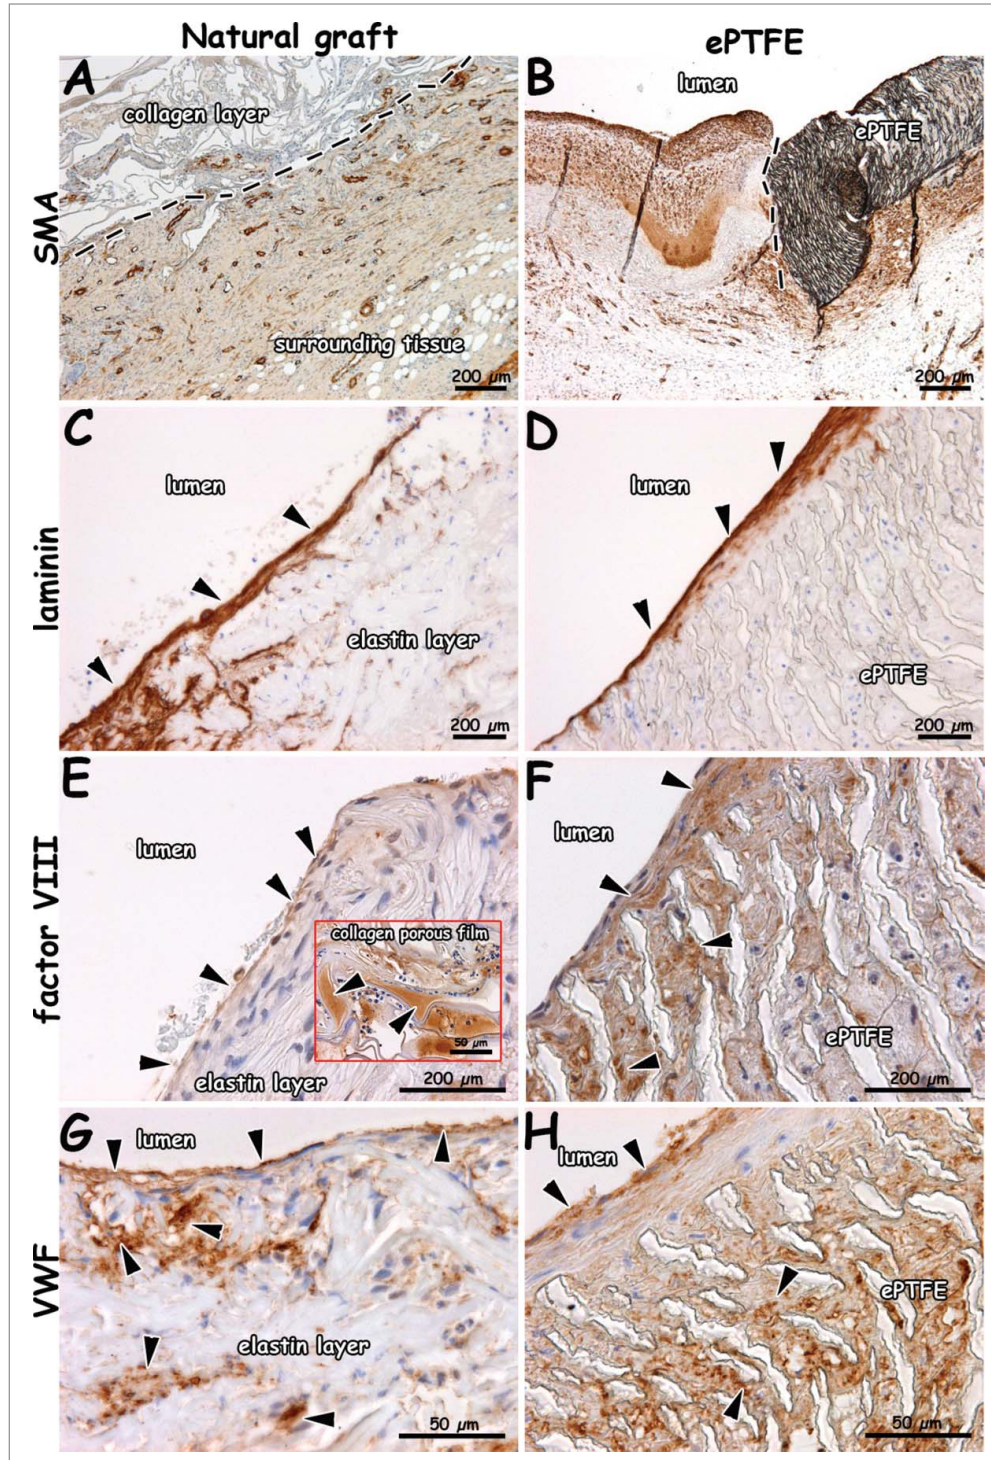 Natural graft
ePTFE
SMA
A
collagen layer
surrounding tissue
200 µm
B
lumen
ePTFE
200 µm
laminin
C
lumen
elastin layer
200 µm
D
lumen
ePTFE
200 µm
factor VIII
E
lumen
collagen porous film
50 µm
elastin layer
200 µm
F
lumen
ePTFE
200 µm
VWF
G
lumen
elastin layer
50 µm
H
lumen
ePTFE
50 µm